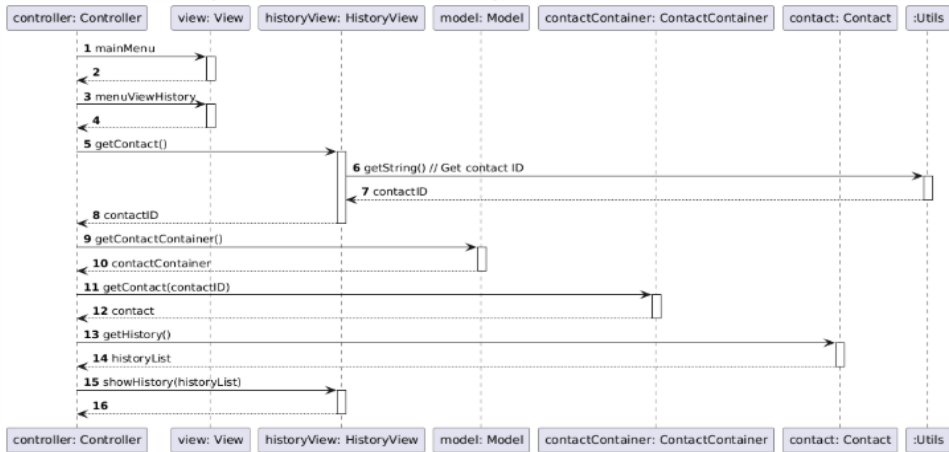 controller: Controller view: View historyView: HistoryView model: Model contactContainer: ContactContainer contact: Contact :Utils
1 mainMenu
2
3 menuViewHistory
4
5 getContact()
6 getString() // Get contact ID
7 contactID
8 contactID
9 getContactContainer()
10 contactContainer
11 getContact(contactID)
12 contact
13 getHistory()
14 historyList
15 showHistory(historyList)
16
controller: Controller view: View historyView: HistoryView model: Model contactContainer: ContactContainer contact: Contact :Utils